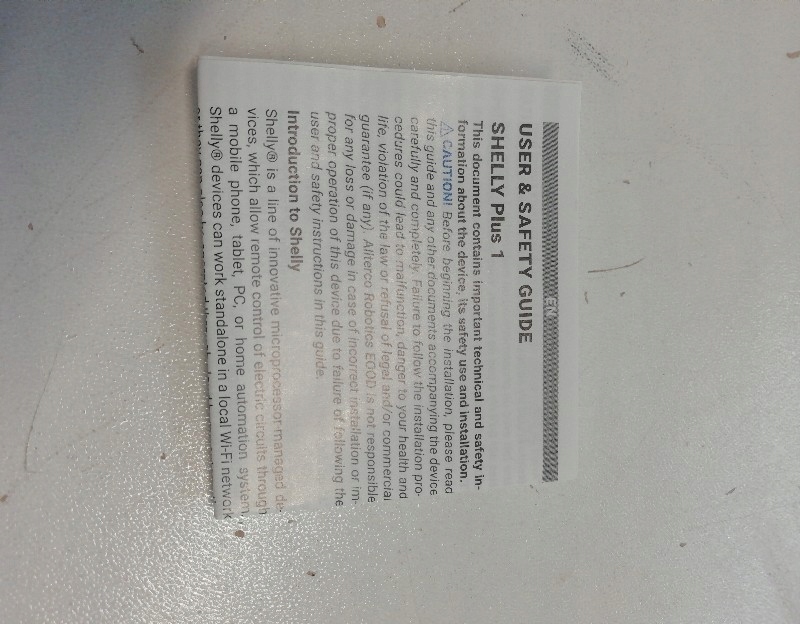 EN
USER & SAFETY GUIDE
SHELLY Plus 1
This document contains important technical and safety in-
formation about the device, its safety use and installation.
⚠CAUTION! Before beginning the installation, please read
this guide and any other documents accompanying the device
carefully and completely. Failure to follow the installation pro-
cedures could lead to malfunction, danger to your health and
life, violation of the law or refusal of legal and/or commercial
guarantee (if any). Allterco Robotics EOOD is not responsible
for any loss or damage in case of incorrect installation or im-
proper operation of this device due to failure of following the
user and safety instructions in this guide.
Introduction to Shelly
Shelly® is a line of innovative microprocessor managed de-
vices, which allow remote control of electric circuits through
a mobile phone, tablet, PC, or home automation system.
Shelly® devices can work standalone in a local Wi-Fi network